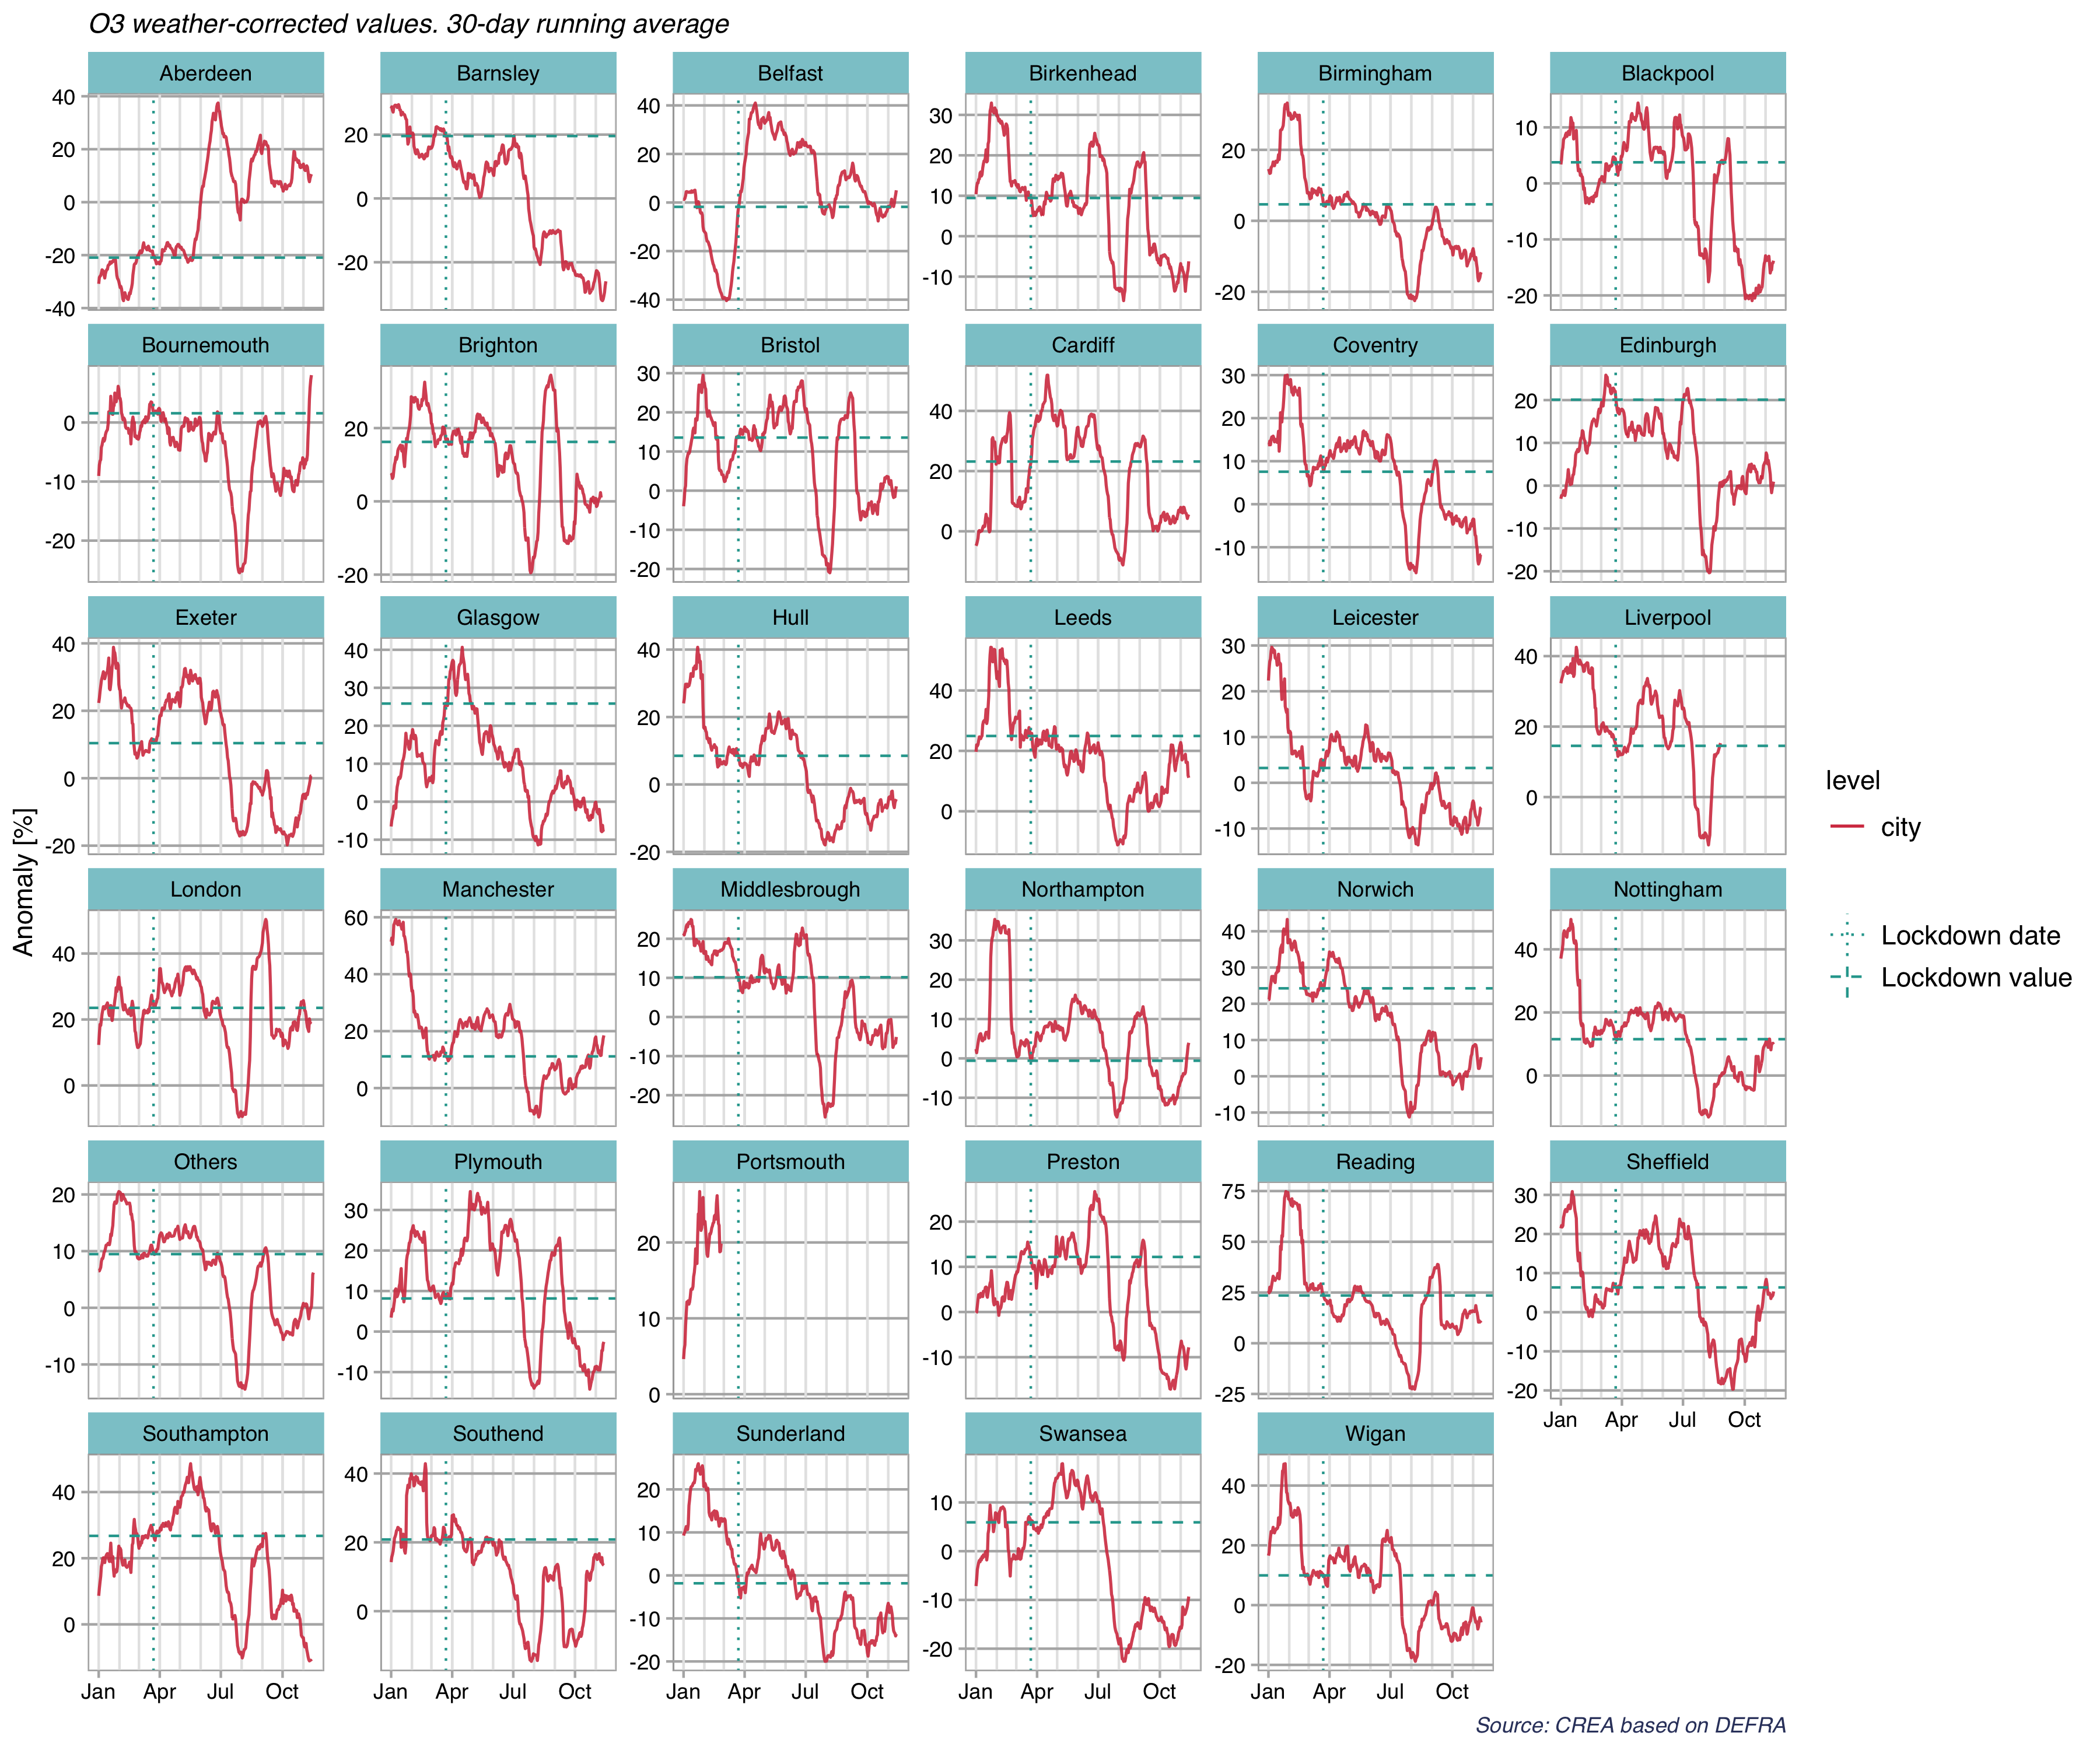 O3 weather-corrected values. 30-day running average
Aberdeen Barnsley Belfast Birkenhead Birmingham Blackpool
40 20 0 -20 -40
20 0 -20
40 20 0 -20 -40
30 20 10 0 -10
20 0 -20
10 0 -10 -20
Bournemouth Brighton Bristol Cardiff Coventry Edinburgh
0 -10 -20
20 0 -20
30 20 10 0 -10 -20
40 20 0
30 20 10 0 -10
20 10 0 -10 -20
Exeter Glasgow Hull Leeds Leicester Liverpool
40 20 0 -20
40 30 20 10 0 -10
40 20 0 -20
40 20 0
30 20 10 0 -10
40 20 0
London Manchester Middlesbrough Northampton Norwich Nottingham
40 20 0
60 40 20 0
20 10 0 -10 -20
30 20 10 0 -10
40 30 20 10 0 -10
40 20 0
Others Plymouth Portsmouth Preston Reading Sheffield
20 10 0 -10
30 20 10 0 -10
20 10 0
20 10 0 -10
75 50 25 0 -25
30 20 10 0 -10 -20
Jan Apr Jul Oct
Southampton Southend Sunderland Swansea Wigan
40 20 0
40 20 0
20 10 0 -10 -20
10 0 -10 -20
40 20 0 -20
Jan Apr Jul Oct Jan Apr Jul Oct Jan Apr Jul Oct Jan Apr Jul Oct Jan Apr Jul Oct
Anomaly [%]
level
city
Lockdown date
Lockdown value
Source: CREA based on DEFRA